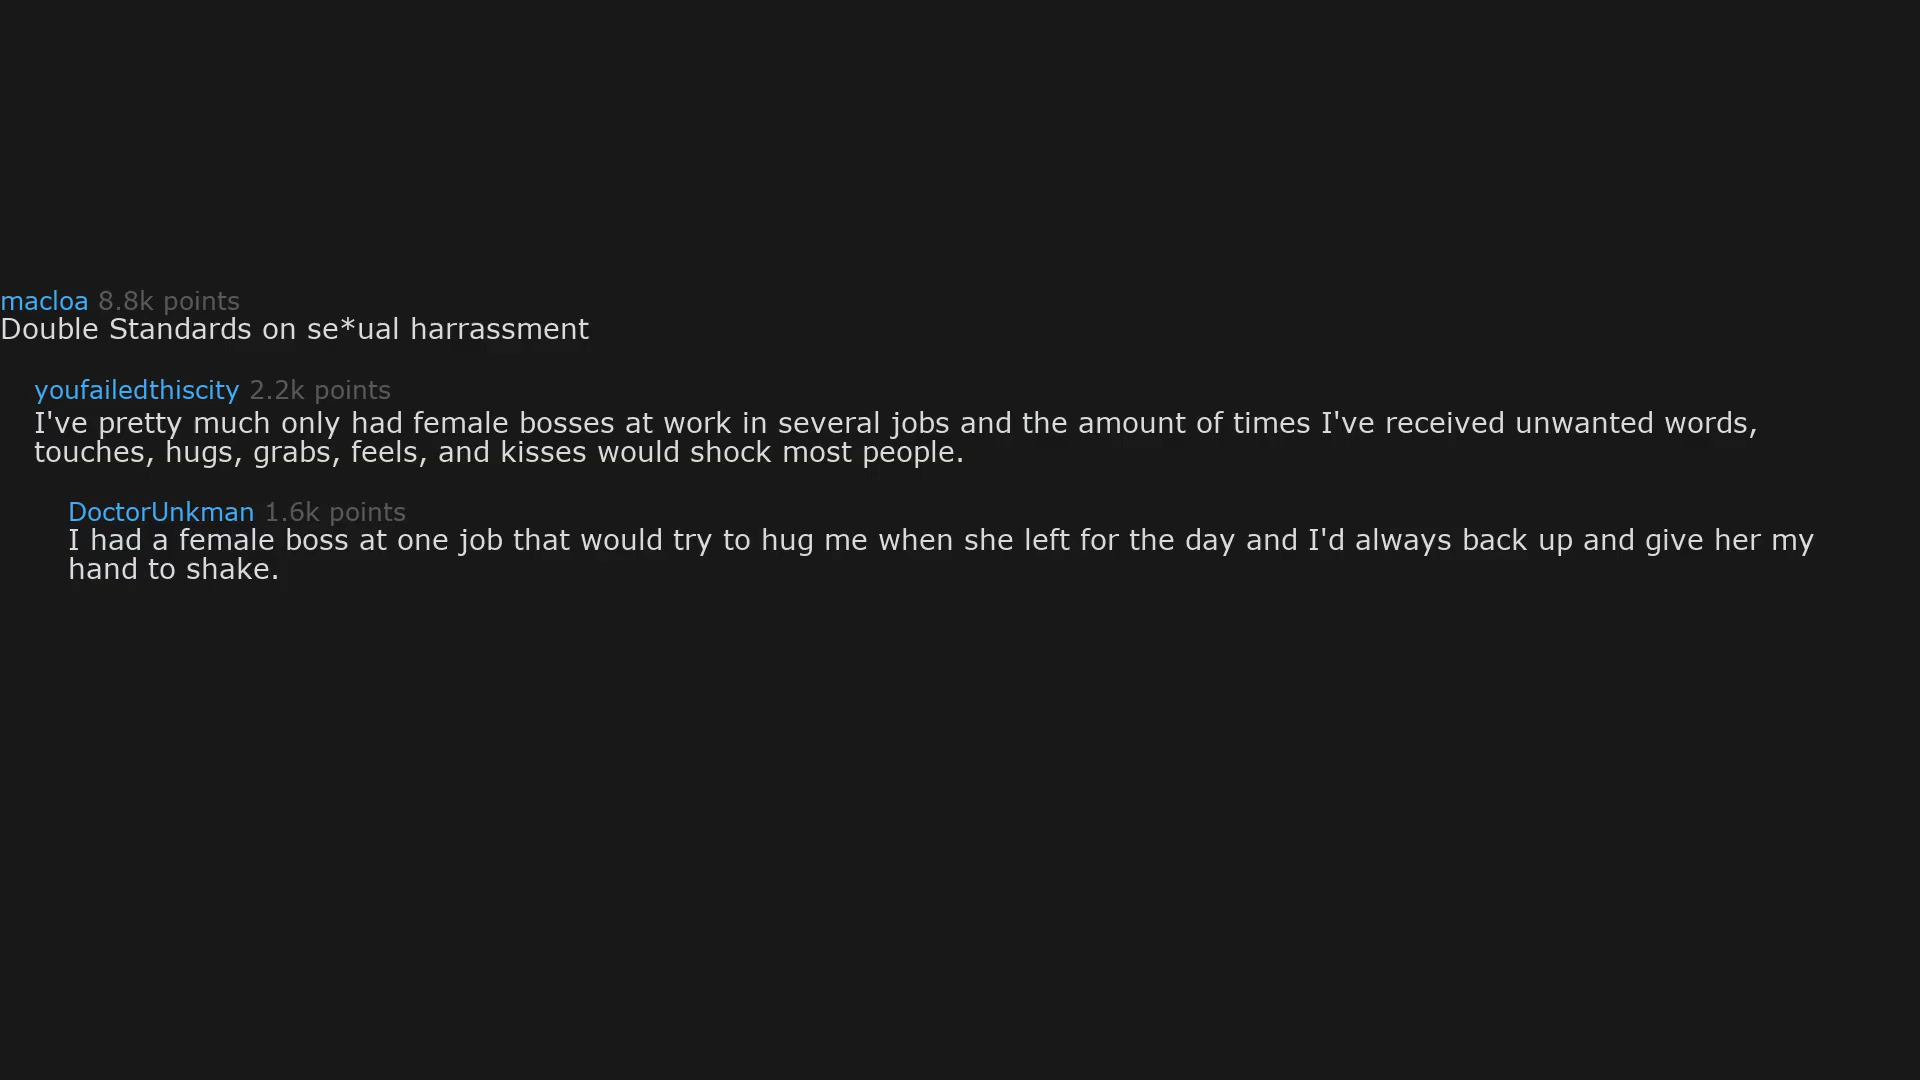 macloa 8.8k points
Double Standards on se*ual harrassment
youfailedthiscity 2.2k points
I've pretty much only had female bosses at work in several jobs and the amount of times I've received unwanted words,
touches, hugs, grabs, feels, and kisses would shock most people.
DoctorUnkman 1.6k points
I had a female boss at one job that would try to hug me when she left for the day and I'd always back up and give her my
hand to shake.